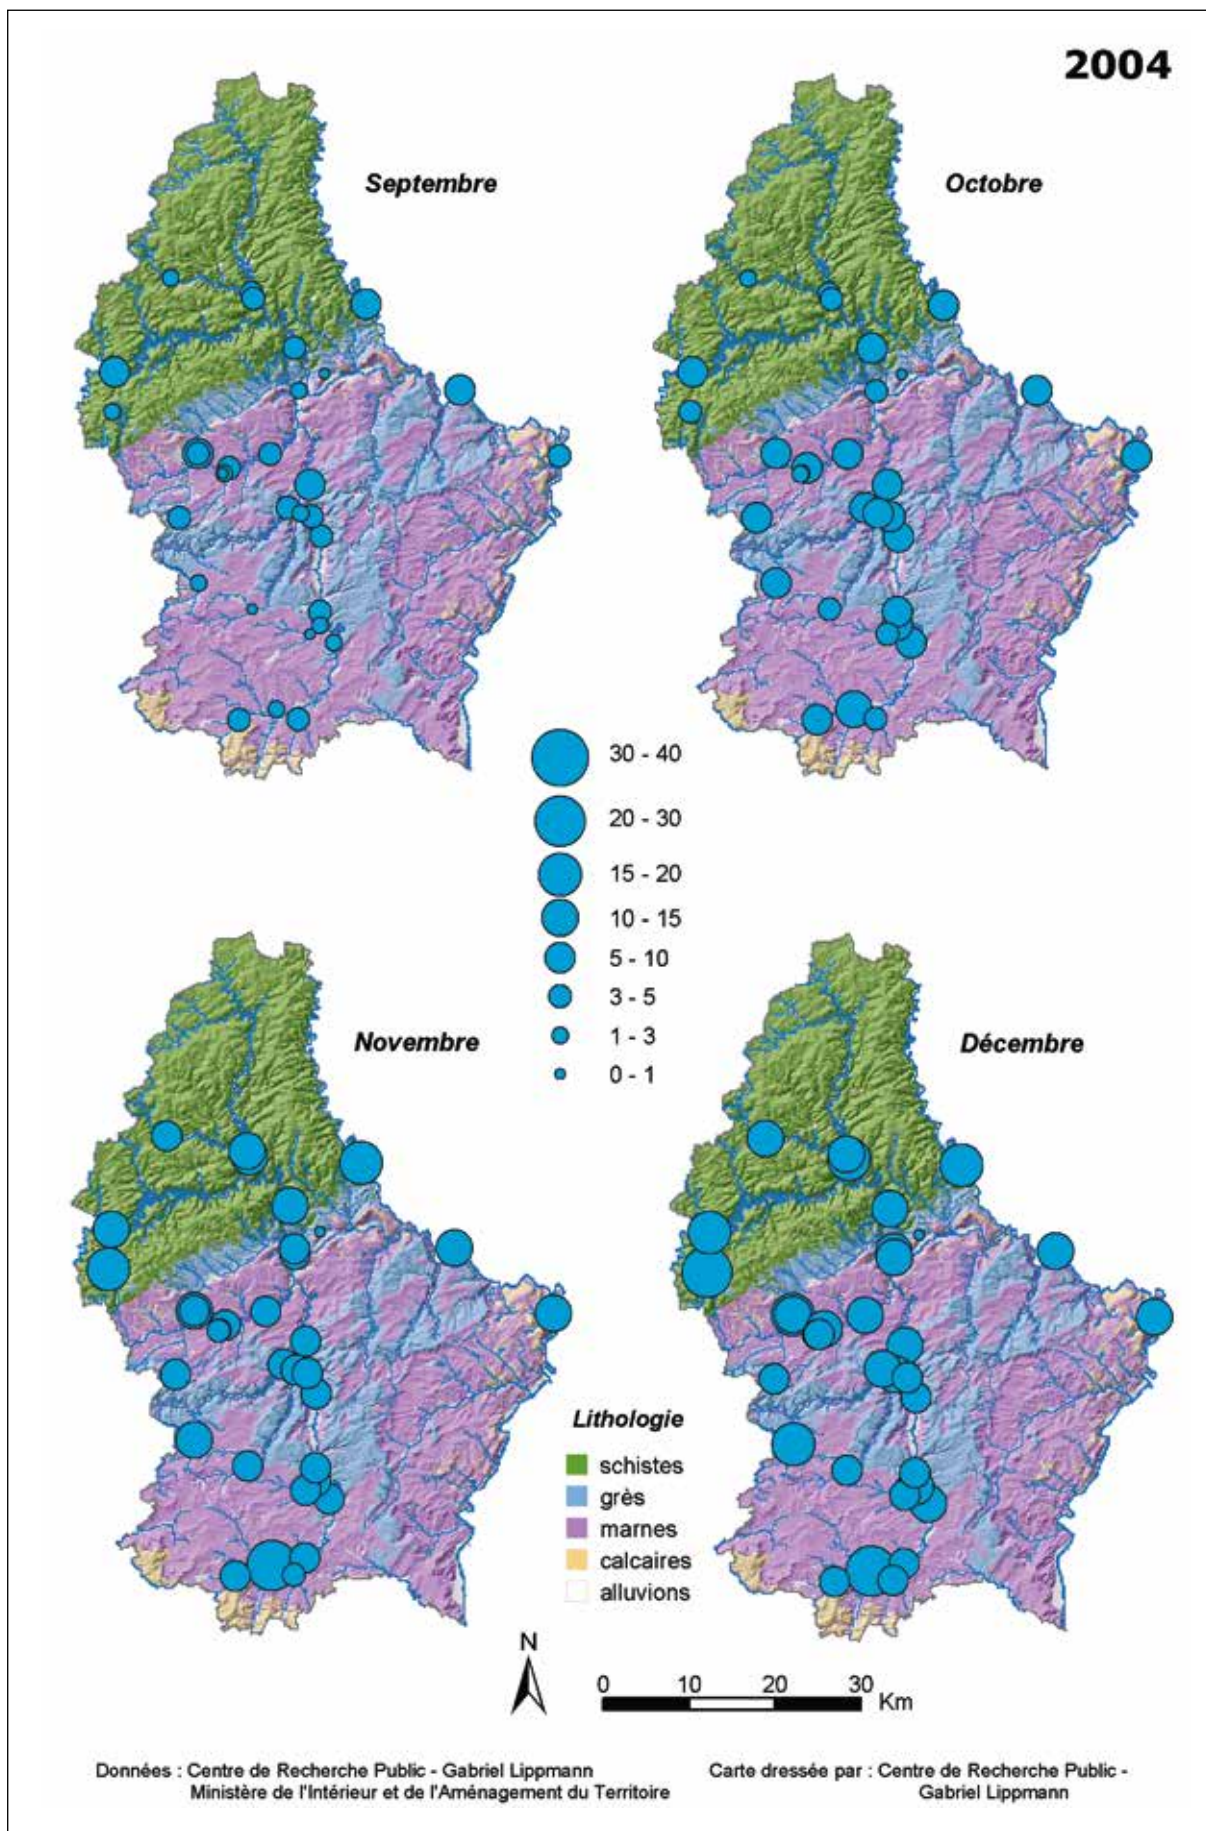 2004
Septembre
Octobre
30 - 40
20 - 30
15 - 20
10 - 15
5 - 10
3 - 5
1 - 3
0 - 1
Novembre
Décembre
Lithologie
schistes
grès
marnes
calcaires
alluvions
N
0 10 20 30
Km
Données : Centre de Recherche Public - Gabriel Lippmann
Ministère de l'Intérieur et de l'Aménagement du Territoire
Carte dressée par : Centre de Recherche Public -
Gabriel Lippmann